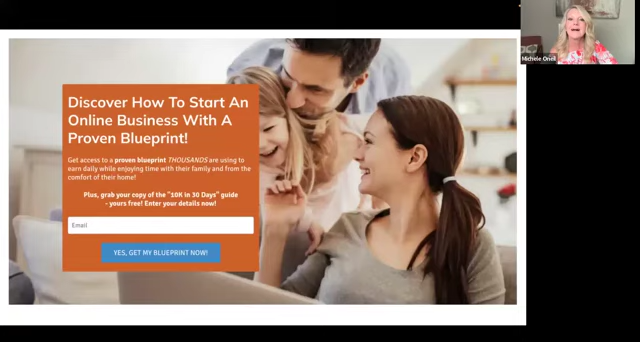 Michele Oneil
Discover How To Start An
Online Business With A
Proven Blueprint!
Get access to a proven blueprint THOUSANDS are using to
earn daily while enjoying time with their family and from the
comfort of their home!
Plus, grab your copy of the "10K in 30 Days" guide
- yours free! Enter your details now!
Email
YES, GET MY BLUEPRINT NOW!